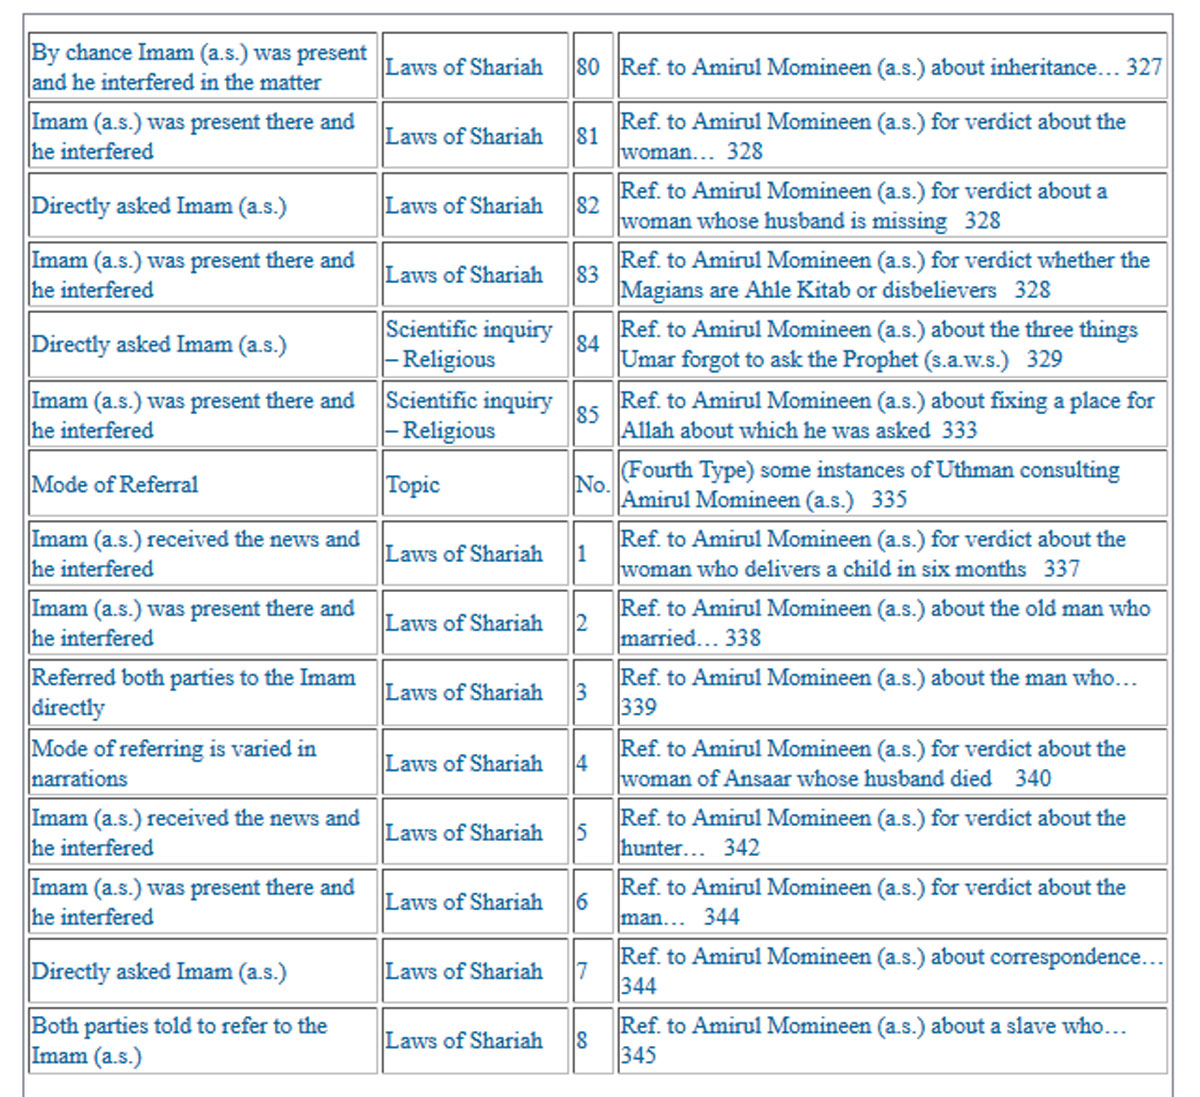 By chance Imam (a.s.) was present
and he interfered in the matter
Laws of Shariah
80
Ref. to Amirul Momineen (a.s.) about inheritance… 327
Imam (a.s.) was present there and
he interfered
Laws of Shariah
81
Ref. to Amirul Momineen (a.s.) for verdict about the
woman… 328
Directly asked Imam (a.s.)
Laws of Shariah
82
Ref. to Amirul Momineen (a.s.) for verdict about a
woman whose husband is missing 328
Imam (a.s.) was present there and
he interfered
Laws of Shariah
83
Ref. to Amirul Momineen (a.s.) for verdict whether the
Magians are Ahle Kitab or disbelievers 328
Directly asked Imam (a.s.)
Scientific inquiry
– Religious
84
Ref. to Amirul Momineen (a.s.) about the three things
Umar forgot to ask the Prophet (s.a.w.s.) 329
Imam (a.s.) was present there and
he interfered
Scientific inquiry
– Religious
85
Ref. to Amirul Momineen (a.s.) about fixing a place for
Allah about which he was asked 333
Mode of Referral
Topic
No.
(Fourth Type) some instances of Uthman consulting
Amirul Momineen (a.s.) 335
Imam (a.s.) received the news and
he interfered
Laws of Shariah
1
Ref. to Amirul Momineen (a.s.) for verdict about the
woman who delivers a child in six months 337
Imam (a.s.) was present there and
he interfered
Laws of Shariah
2
Ref. to Amirul Momineen (a.s.) about the old man who
married… 338
Referred both parties to the Imam
directly
Laws of Shariah
3
Ref. to Amirul Momineen (a.s.) about the man who…
339
Mode of referring is varied in
narrations
Laws of Shariah
4
Ref. to Amirul Momineen (a.s.) for verdict about the
woman of Ansaar whose husband died 340
Imam (a.s.) received the news and
he interfered
Laws of Shariah
5
Ref. to Amirul Momineen (a.s.) for verdict about the
hunter… 342
Imam (a.s.) was present there and
he interfered
Laws of Shariah
6
Ref. to Amirul Momineen (a.s.) for verdict about the
man… 344
Directly asked Imam (a.s.)
Laws of Shariah
7
Ref. to Amirul Momineen (a.s.) about correspondence…
344
Both parties told to refer to the
Imam (a.s.)
Laws of Shariah
8
Ref. to Amirul Momineen (a.s.) about a slave who…
345